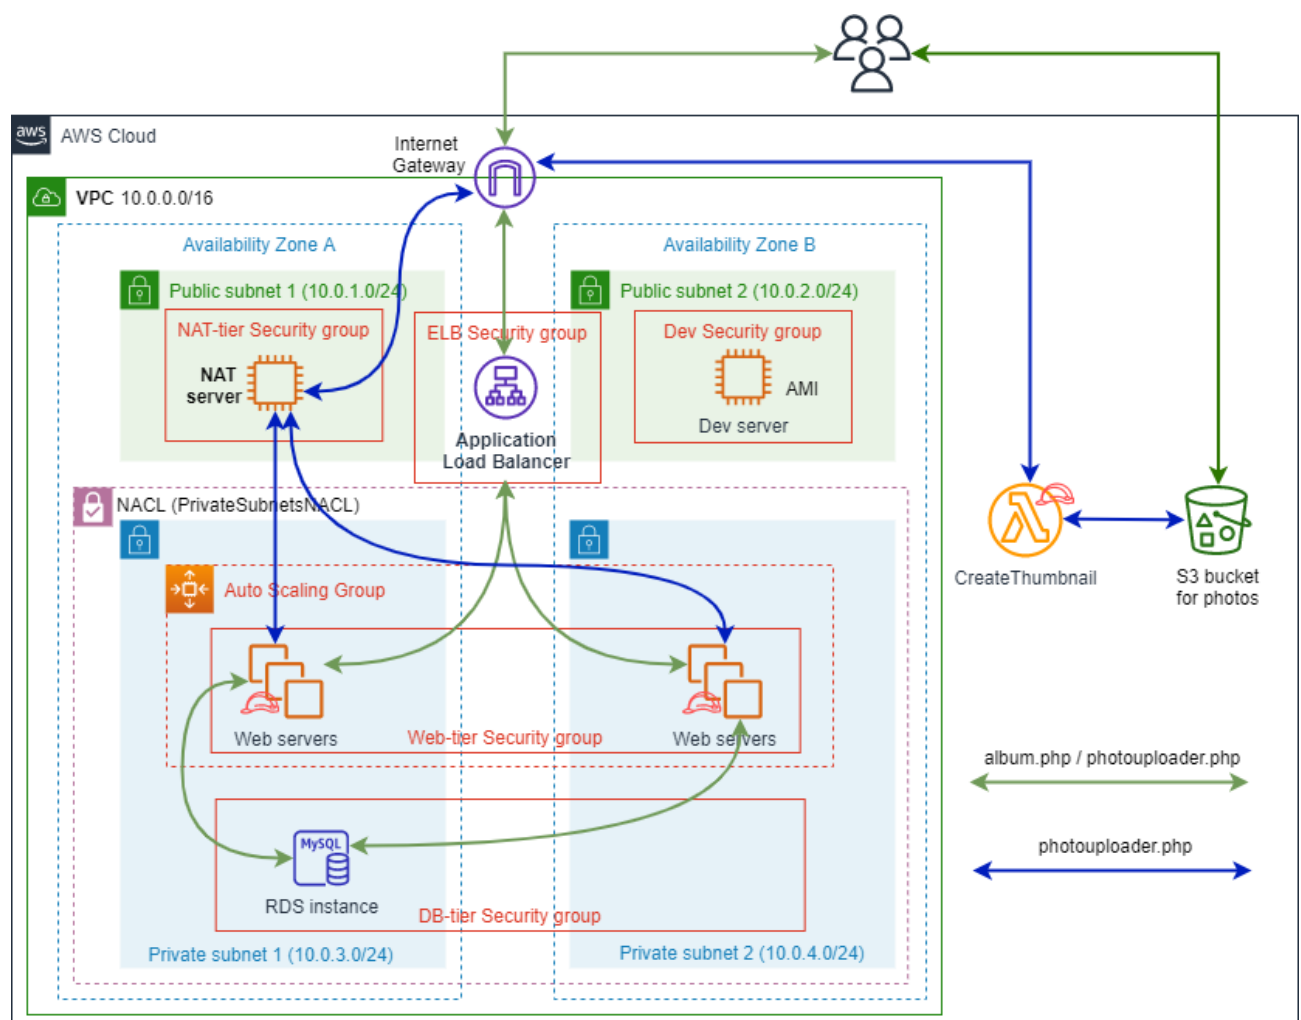 aws
AWS Cloud
Internet
Gateway
VPC 10.0.0.0/16
Availability Zone A
Availability Zone B
Public subnet 1 (10.0.1.0/24)
Public subnet 2 (10.0.2.0/24)
NAT-tier Security group
ELB Security group
Dev Security group
NAT
server
AMI
Dev server
Application
Load Balancer
NACL (PrivateSubnetsNACL)
Auto Scaling Group
CreateThumbnail
S3 bucket
for photos
Web servers
Web-tier Security group
Web servers
album.php / photouploader.php
MySQL
photouploader.php
RDS instance
DB-tier Security group
Private subnet 1 (10.0.3.0/24)
Private subnet 2 (10.0.4.0/24)